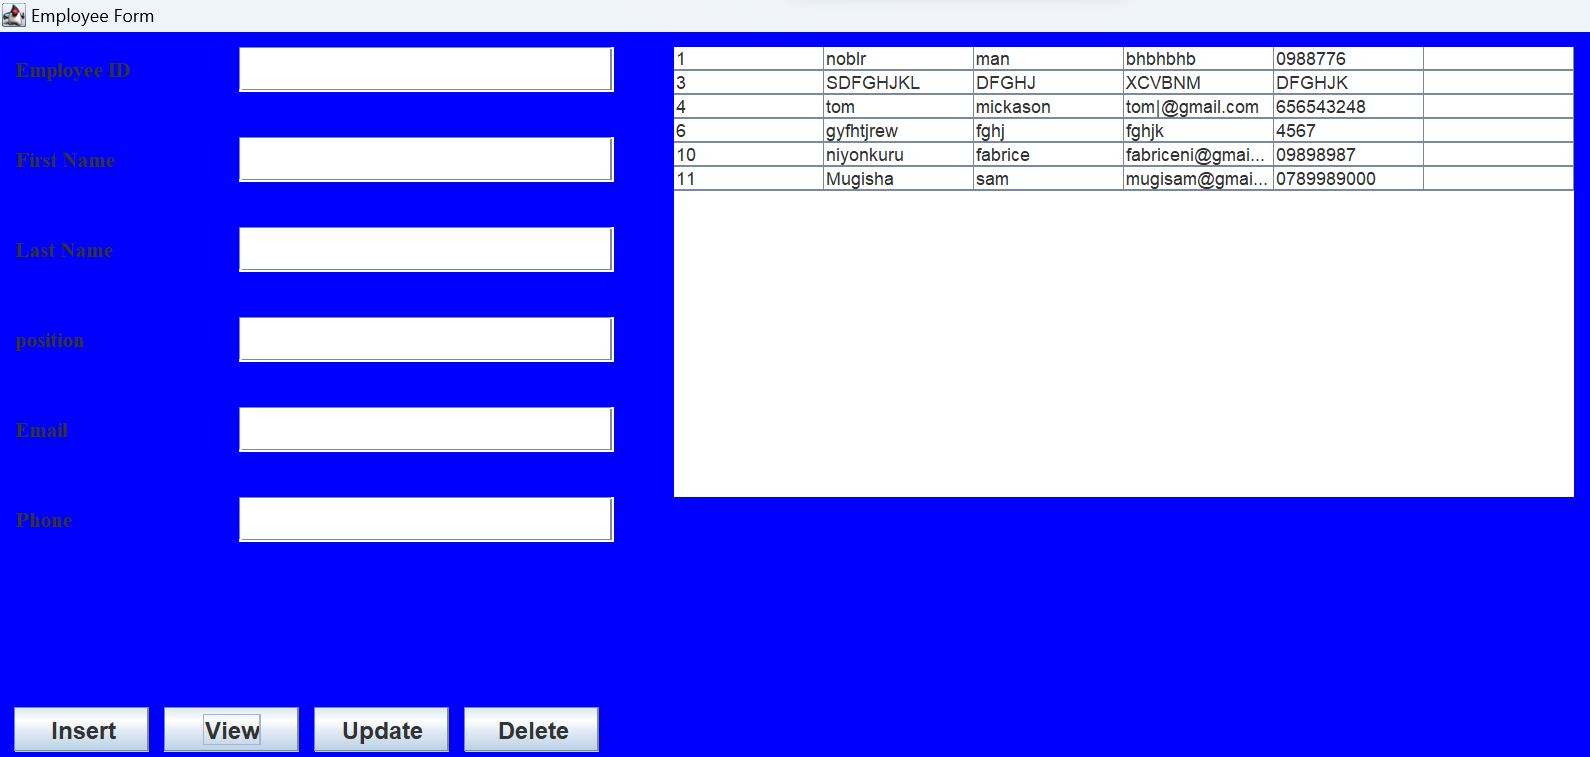 Employee Form
Employee ID
First Name
Last Name
position
Email
Phone
1 noblr man bhbhbhb 0988776
3 SDFGHJKL DFGHJ XCVBNM DFGHJK
4 tom mickason tom|@gmail.com 656543248
6 gyfhtjrew fghj fghjk 4567
10 niyonkuru fabrice fabriceni@gmai... 09898987
11 Mugisha sam mugisam@gmai... 0789989000
Insert View Update Delete